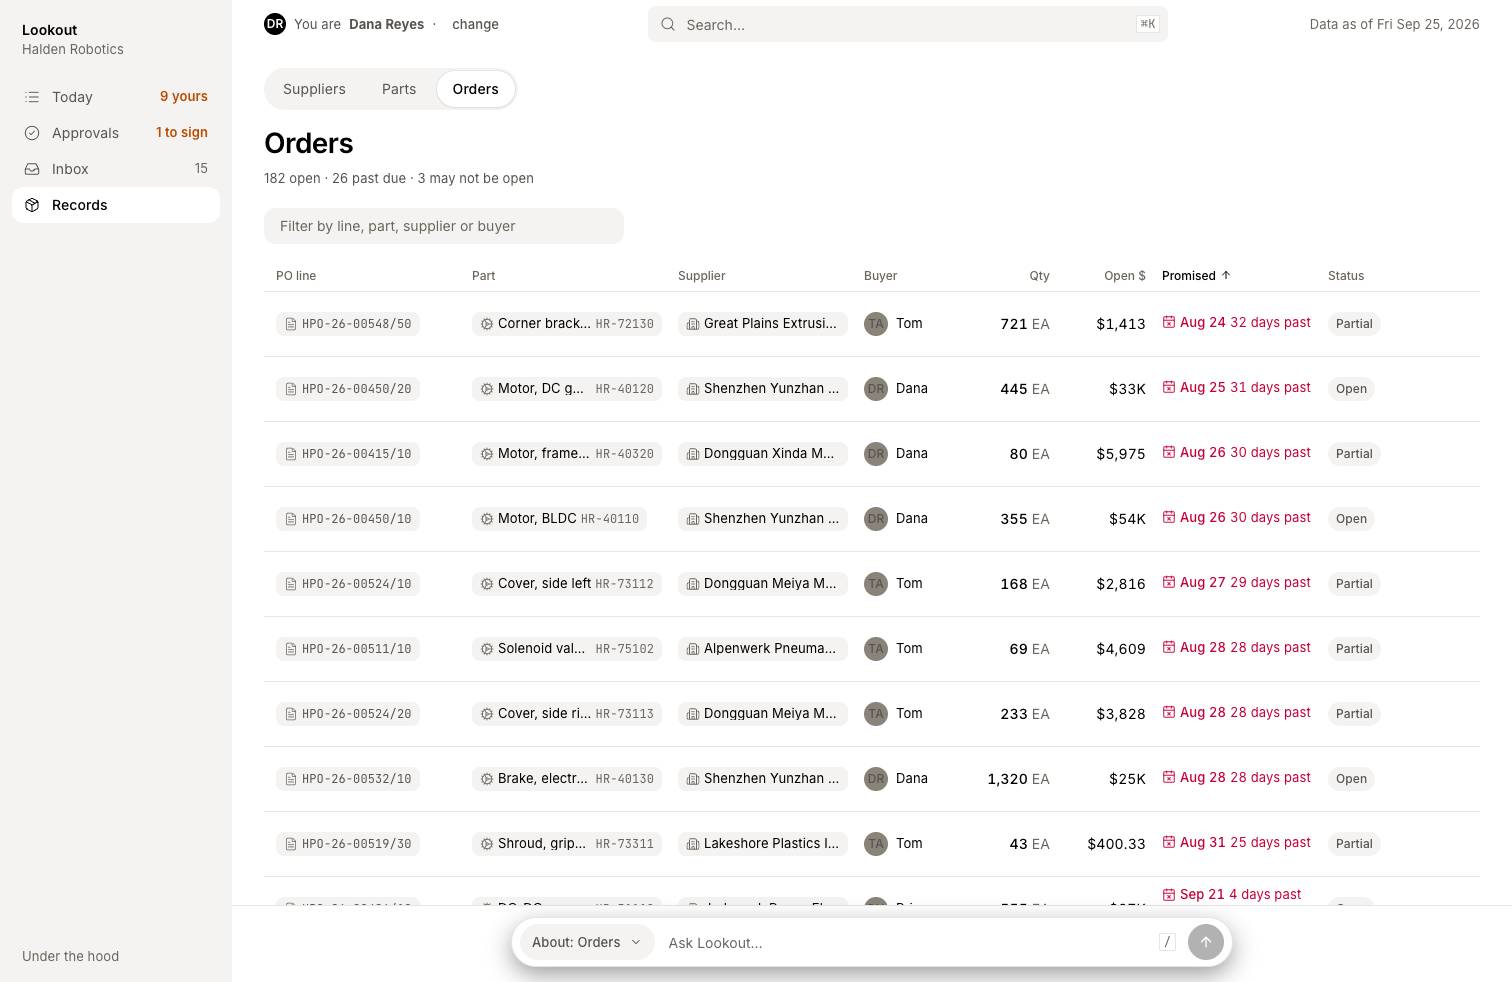 Lookout
Halden Robotics
Today 9 yours
Approvals 1 to sign
Inbox 15
Records
Under the hood
DR You are Dana Reyes · change
Search... ⌘K
Data as of Fri Sep 25, 2026
Suppliers Parts Orders
Orders
182 open · 26 past due · 3 may not be open
Filter by line, part, supplier or buyer
PO line Part Supplier Buyer Qty Open $ Promised ↑ Status
HPO-26-00548/50 Corner brack... HR-72130 Great Plains Extrusi... TA Tom 721 EA $1,413 Aug 24 32 days past Partial
HPO-26-00450/20 Motor, DC g... HR-40120 Shenzhen Yunzhan ... DR Dana 445 EA $33K Aug 25 31 days past Open
HPO-26-00415/10 Motor, frame... HR-40320 Dongguan Xinda M... DR Dana 80 EA $5,975 Aug 26 30 days past Partial
HPO-26-00450/10 Motor, BLDC HR-40110 Shenzhen Yunzhan ... DR Dana 355 EA $54K Aug 26 30 days past Open
HPO-26-00524/10 Cover, side left HR-73112 Dongguan Meiya M... TA Tom 168 EA $2,816 Aug 27 29 days past Partial
HPO-26-00511/10 Solenoid val... HR-75102 Alpenwerk Pneuma... TA Tom 69 EA $4,609 Aug 28 28 days past Partial
HPO-26-00524/20 Cover, side ri... HR-73113 Dongguan Meiya M... TA Tom 233 EA $3,828 Aug 28 28 days past Partial
HPO-26-00532/10 Brake, electr... HR-40130 Shenzhen Yunzhan ... DR Dana 1,320 EA $25K Aug 28 28 days past Open
HPO-26-00519/30 Shroud, grip... HR-73311 Lakeshore Plastics I... TA Tom 43 EA $400.33 Aug 31 25 days past Partial
Sep 21 4 days past
About: Orders Ask Lookout... /